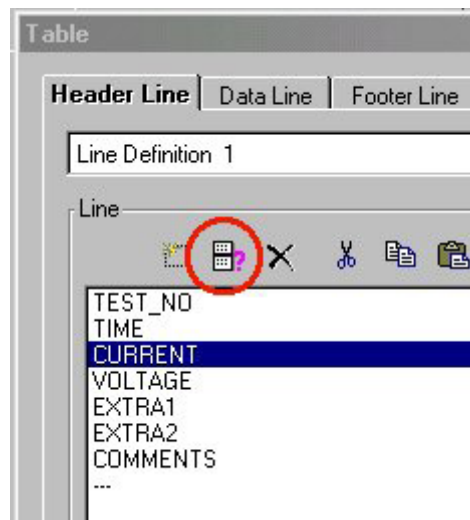 Table
Header Line Data Line Footer Line
Line Definition 1
Line
?
TEST_NO
TIME
CURRENT
VOLTAGE
EXTRA1
EXTRA2
COMMENTS
---